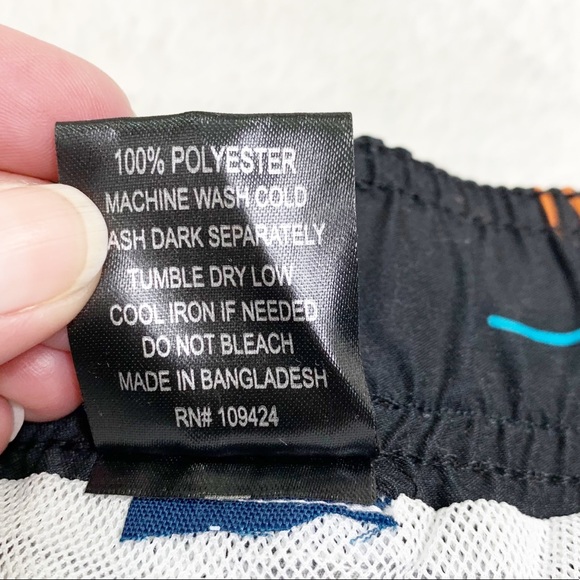 100% POLYESTER
MACHINE WASH COLD
ASH DARK SEPARATELY
TUMBLE DRY LOW
COOL IRON IF NEEDED
DO NOT BLEACH
MADE IN BANGLADESH
RN# 109424